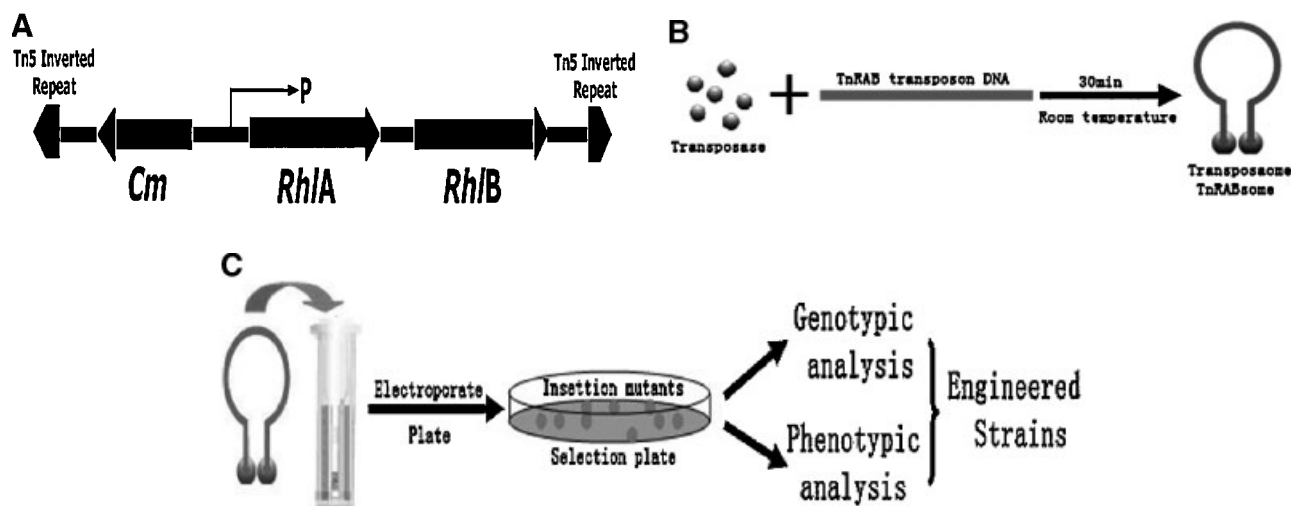 A
Tn5 Inverted
Repeat
P
Tn5 Inverted
Repeat
Cm
RhlA
RhlB
B
Transposase
+
TnRAB transposon DNA
30min
Room temperature
Transposaome
TnRABsome
C
Electroporate
Plate
Insettion mutants
Selection plate
Genotypic
analysis
Phenotypic
analysis
Engineered
Strains